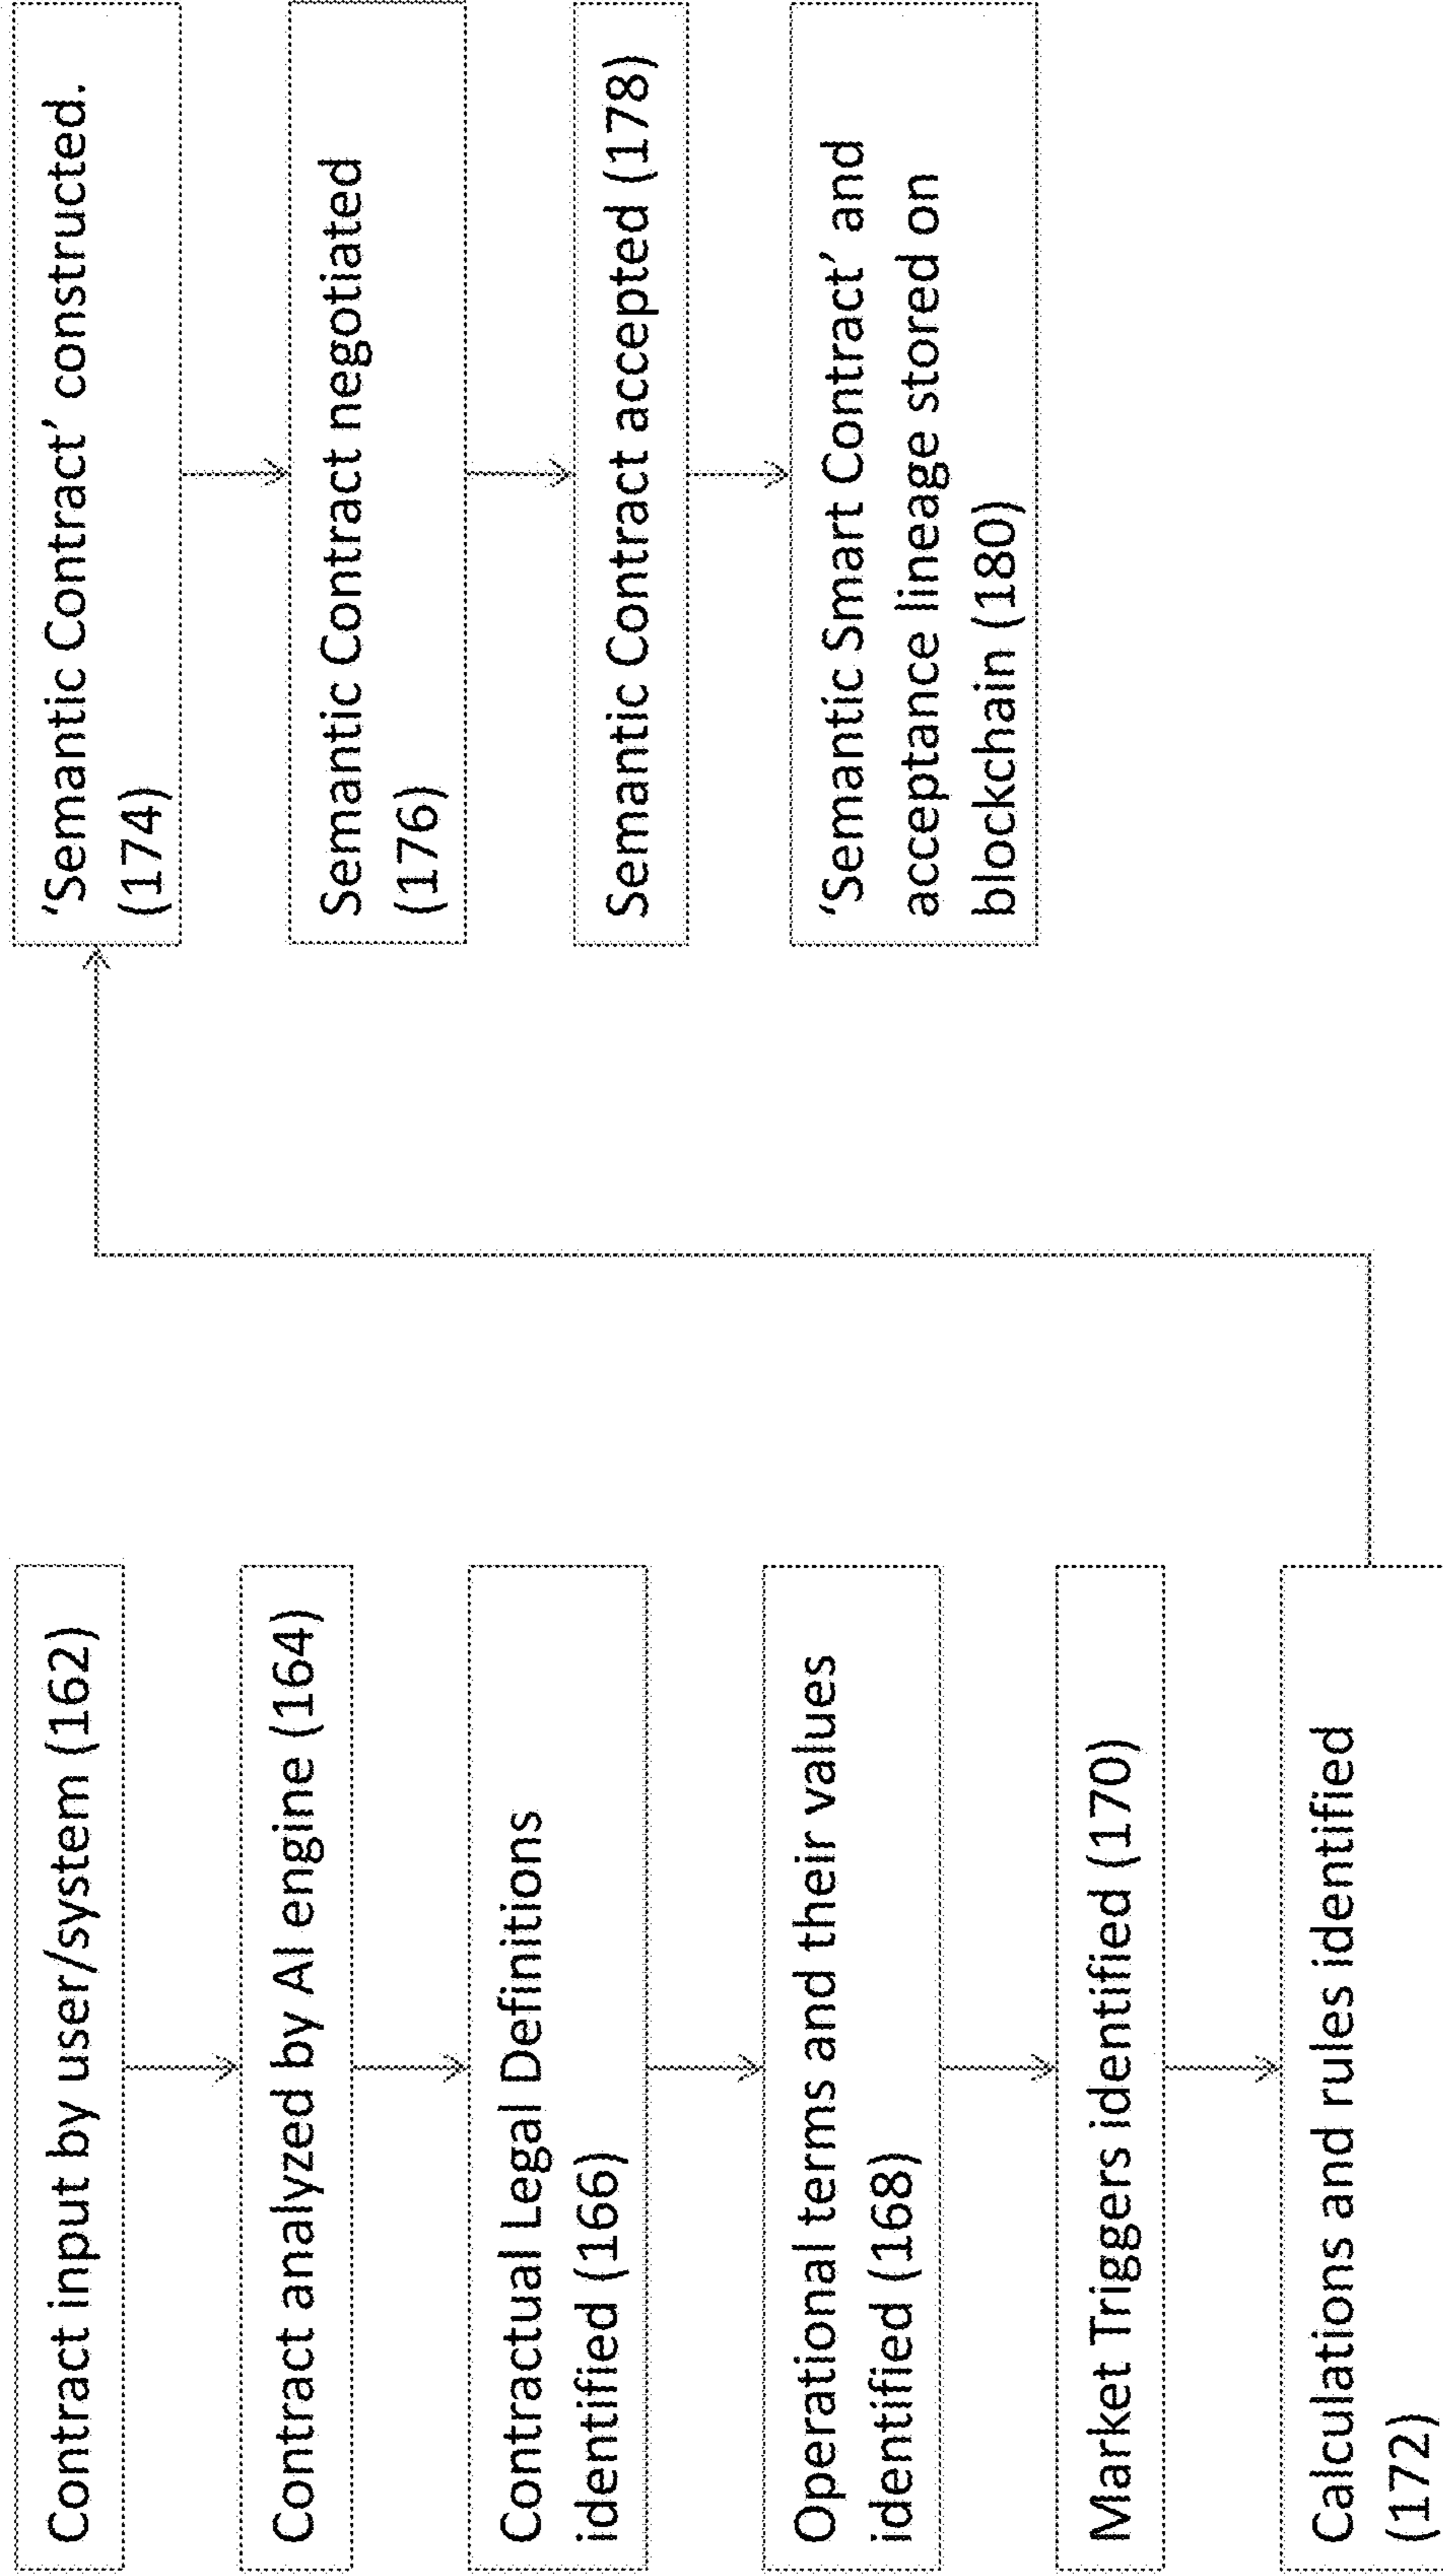 Contract input by user/system (162)
Contract analyzed by AI engine (164)
Contractual Legal Definitions
identified (166)
Operational terms and their values
identified (168)
Market Triggers identified (170)
Calculations and rules identified
(172)
‘Semantic Contract’ constructed.
(174)
Semantic Contract negotiated
(176)
Semantic Contract accepted (178)
‘Semantic Smart Contract’ and
acceptance lineage stored on
blockchain (180)